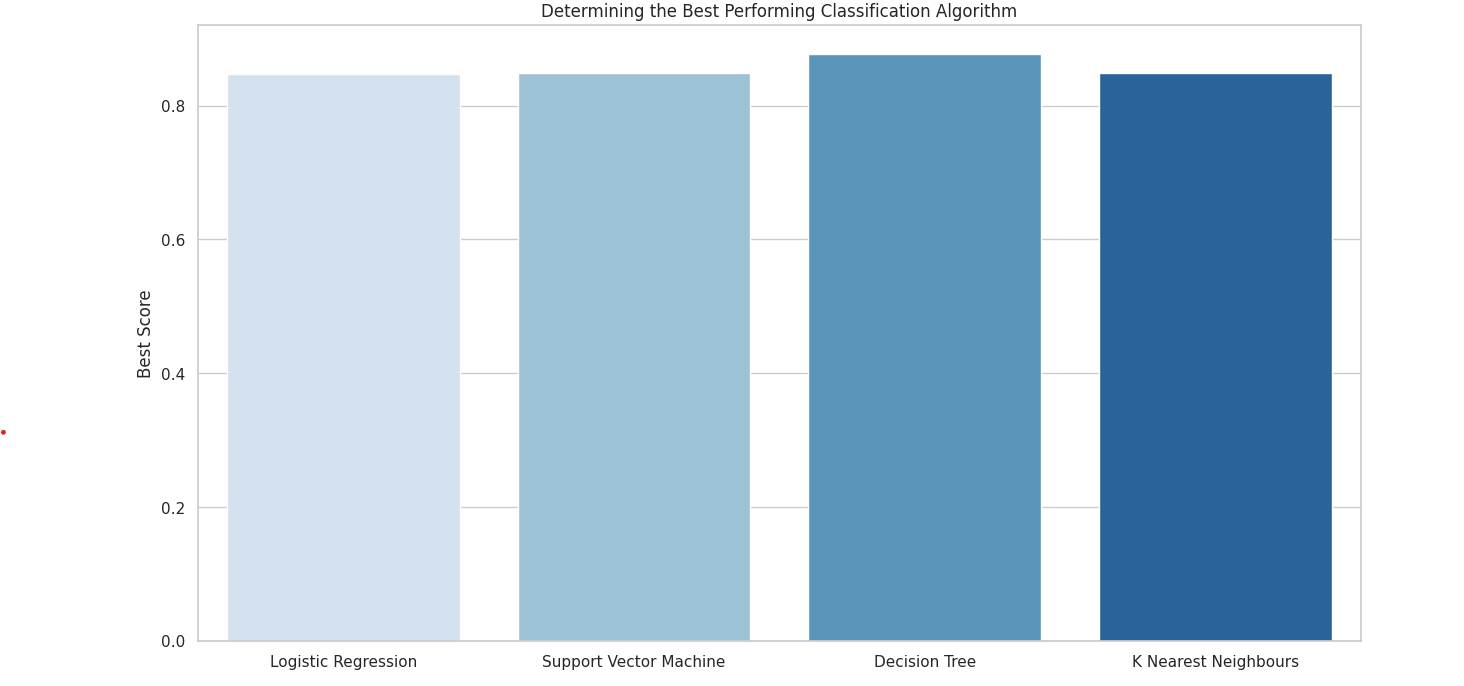 Determining the Best Performing Classification Algorithm
Best Score
0.8
0.6
0.4
0.2
0.0
Logistic Regression
Support Vector Machine
Decision Tree
K Nearest Neighbours